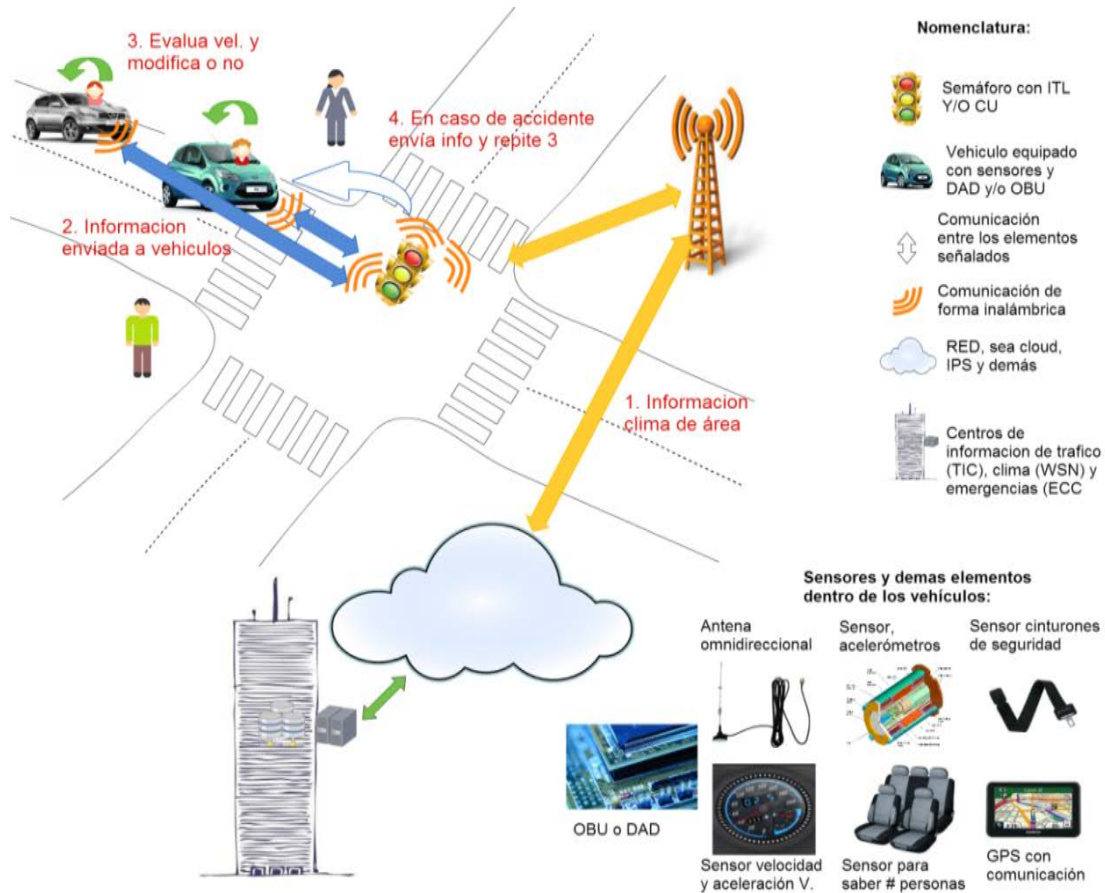 3. Evalua vel. y
modifica o no
4. En caso de accidente
envía info y repite 3
2. Informacion
enviada a vehiculos
1. Informacion
clima de área
Nomenclatura:
Semáforo con ITL
Y/O CU
Vehiculo equipado
con sensores y
DAD y/o OBU
Comunicación
entre los elementos
señalados
Comunicación de
forma inalámbrica
RED, sea cloud,
IPS y demás
Centros de
informacion de trafico
(TIC), clima (WSN) y
emergencias (ECC
Sensores y demas elementos
dentro de los vehículos:
Antena
omnidireccional
Sensor,
acelerómetros
Sensor cinturones
de seguridad
OBU o DAD
Sensor velocidad
y aceleración V.
Sensor para
saber # personas
GPS con
comunicación